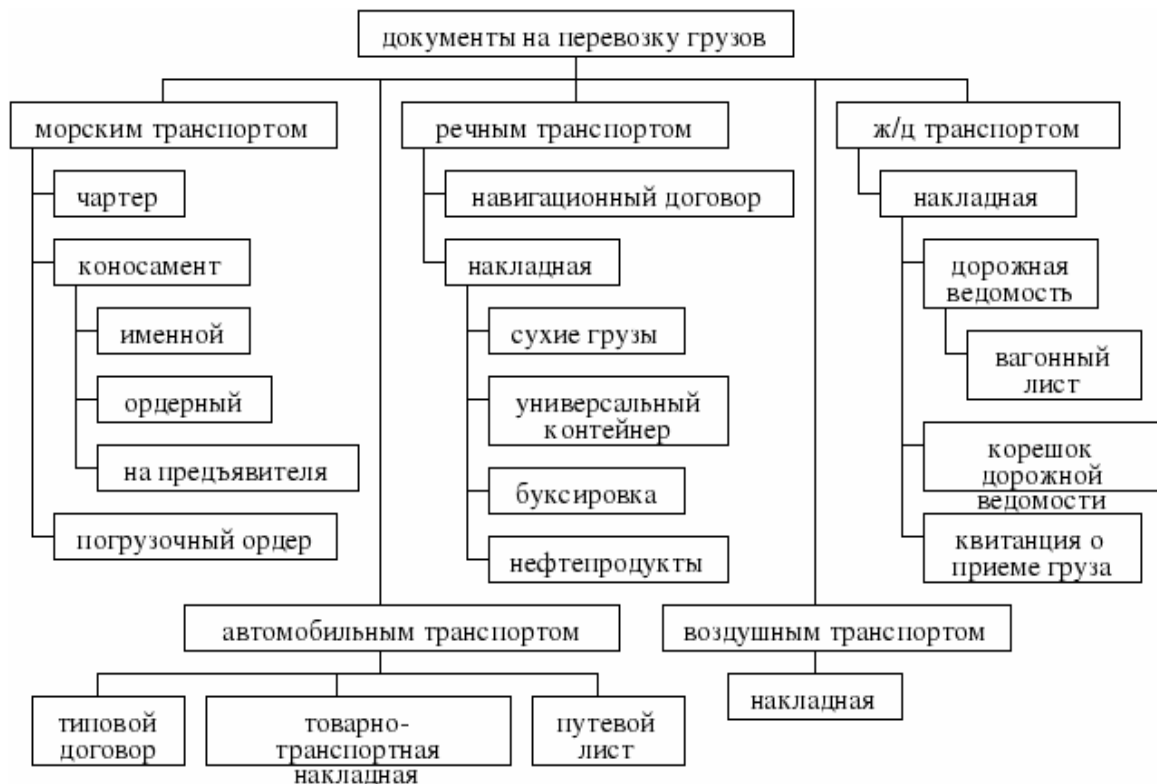 документы на перевозку грузов
морским транспортом
речным транспортом
ж/д транспортом
чартер
коносамент
именной
ордерный
на предъявителя
погрузочный ордер
навигационный договор
накладная
сухие грузы
универсальный
контейнер
буксировка
нефтепродукты
накладная
дорожная
ведомость
вагонный
лист
корешок
дорожной
ведомости
квитанция о
приеме груза
автомобильным транспортом
воздушным транспортом
типовой
договор
товарно-
транспортная
накладная
путевой
лист
накладная